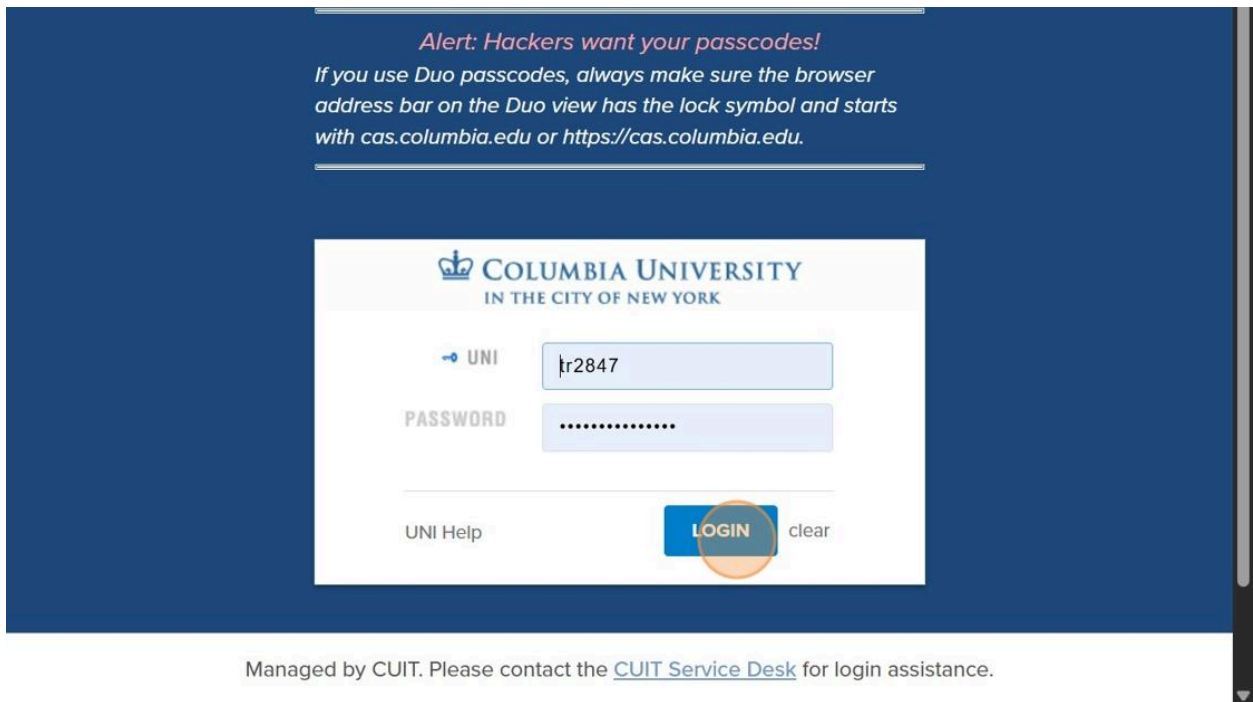 Alert: Hackers want your passcodes!
If you use Duo passcodes, always make sure the browser
address bar on the Duo view has the lock symbol and starts
with cas.columbia.edu or https://cas.columbia.edu.
COLUMBIA UNIVERSITY
IN THE CITY OF NEW YORK
UNI
tr2847
PASSWORD
•••••••••••••••
UNI Help
LOGIN
clear
Managed by CUIT. Please contact the CUIT Service Desk for login assistance.